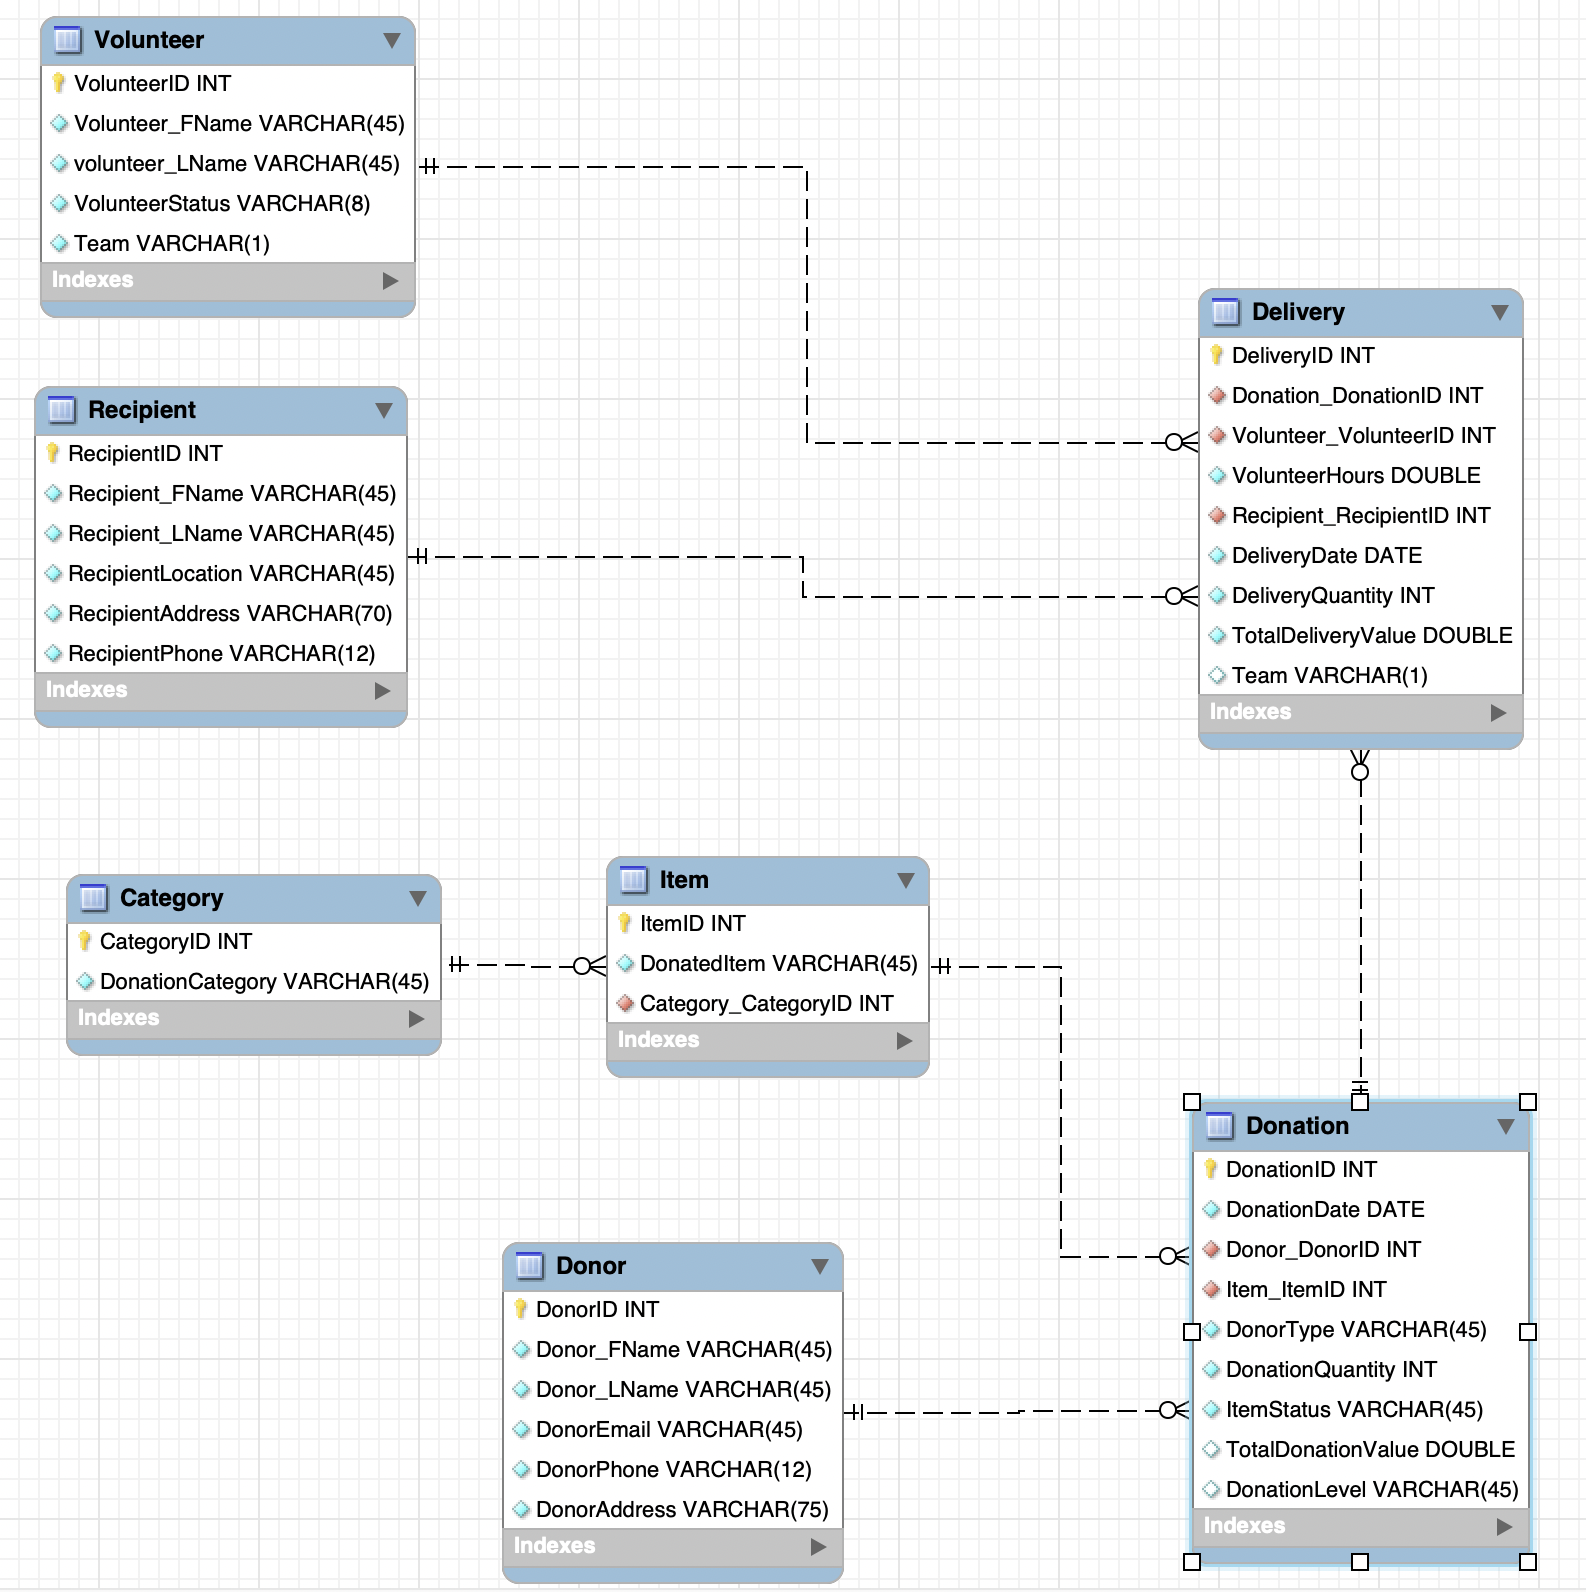 Volunteer
VolunteerID INT
Volunteer_FName VARCHAR(45)
volunteer_LName VARCHAR(45)
VolunteerStatus VARCHAR(8)
Team VARCHAR(1)
Indexes
Recipient
RecipientID INT
Recipient_FName VARCHAR(45)
Recipient_LName VARCHAR(45)
RecipientLocation VARCHAR(45)
RecipientAddress VARCHAR(70)
RecipientPhone VARCHAR(12)
Indexes
Delivery
DeliveryID INT
Donation_DonationID INT
Volunteer_VolunteerID INT
VolunteerHours DOUBLE
Recipient_RecipientID INT
DeliveryDate DATE
DeliveryQuantity INT
TotalDeliveryValue DOUBLE
Team VARCHAR(1)
Indexes
Category
CategoryID INT
DonationCategory VARCHAR(45)
Indexes
Item
ItemID INT
DonatedItem VARCHAR(45)
Category_CategoryID INT
Indexes
Donor
DonorID INT
Donor_FName VARCHAR(45)
Donor_LName VARCHAR(45)
DonorEmail VARCHAR(45)
DonorPhone VARCHAR(12)
DonorAddress VARCHAR(75)
Indexes
Donation
DonationID INT
DonationDate DATE
Donor_DonorID INT
Item_ItemID INT
DonorType VARCHAR(45)
DonationQuantity INT
ItemStatus VARCHAR(45)
TotalDonationValue DOUBLE
DonationLevel VARCHAR(45)
Indexes